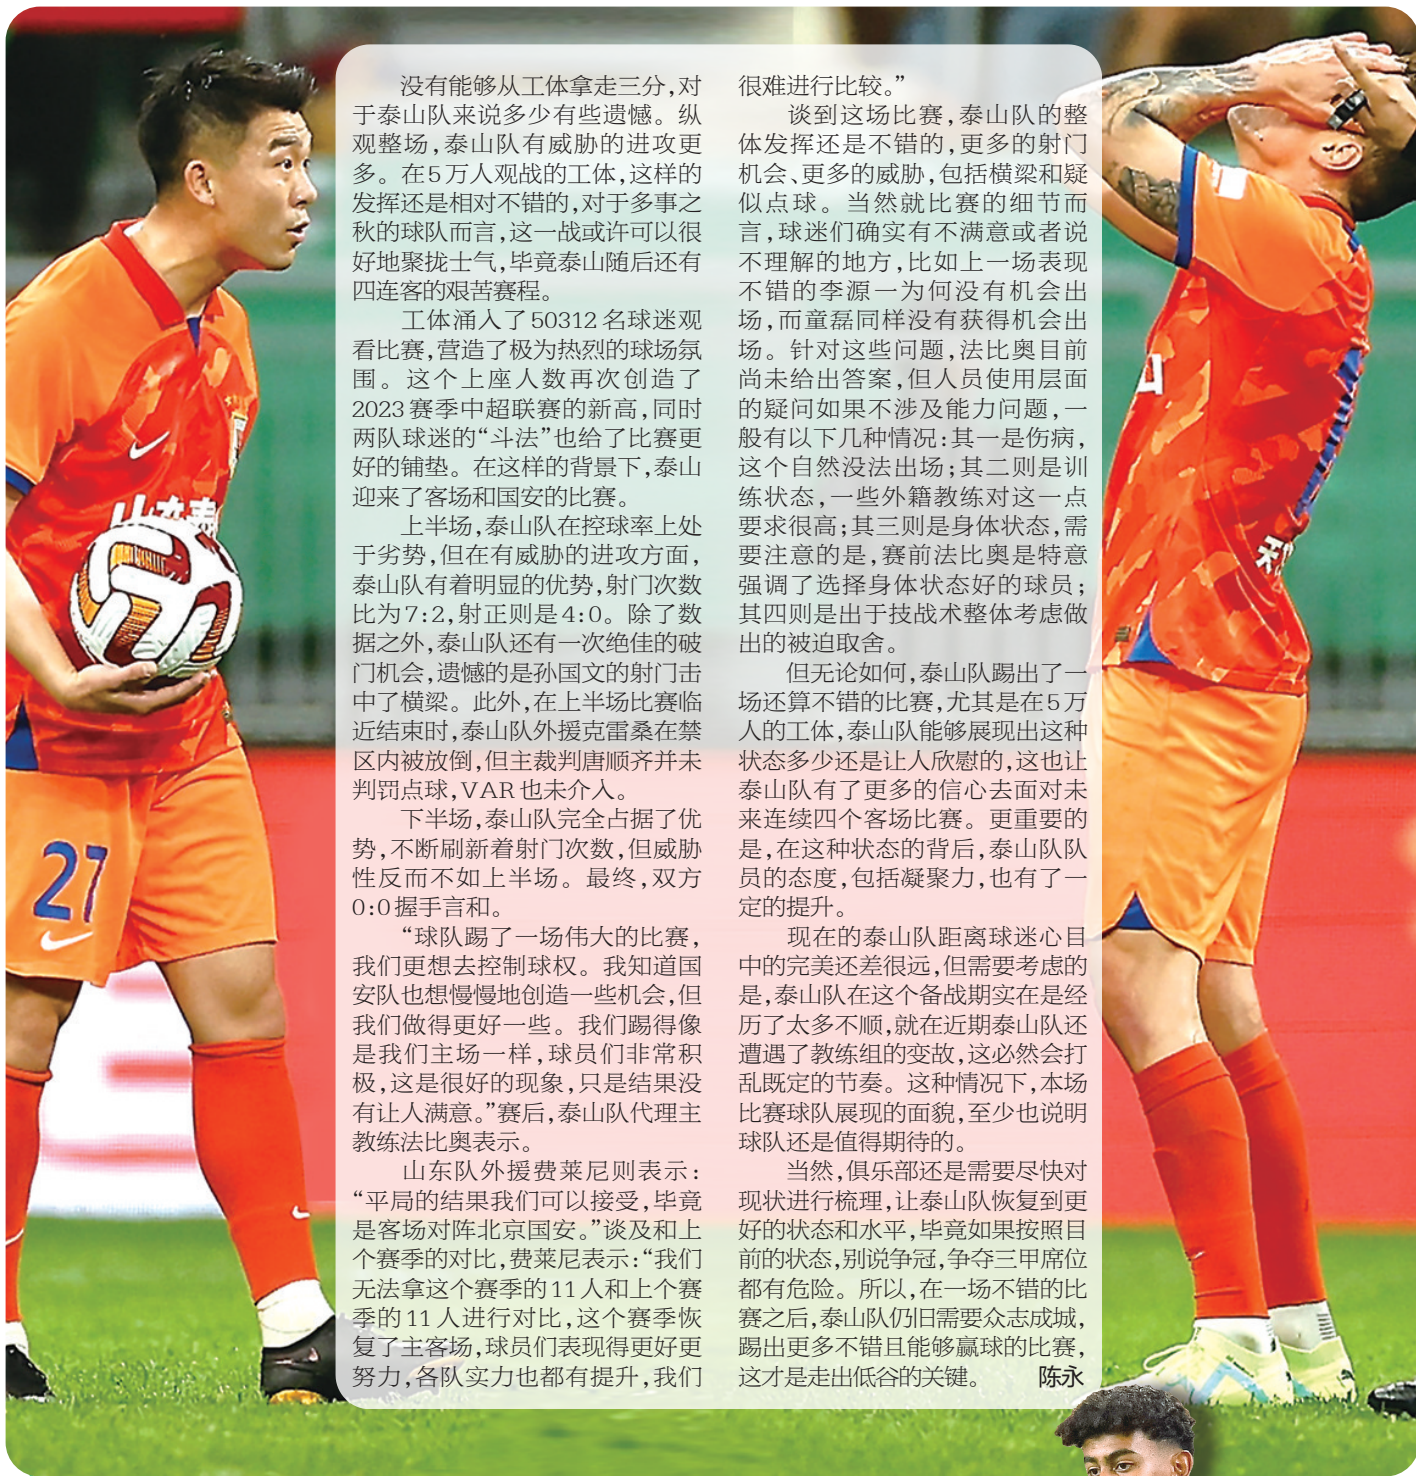 没有能够从工体拿走三分，对
于泰山队来说多少有些遗憾。纵
观整场，泰山队有威胁的进攻更
多。在5万人观战的工体，这样的
发挥还是相对不错的，对于多事之
秋的球队而言，这一战或许可以很
好地聚拢士气，毕竟泰山随后还有
四连客的艰苦赛程。
工体涌入了50312名球迷观
看比赛，营造了极为热烈的球场氛
围。这个上座人数再次创造了
2023赛季中超联赛的新高，同时
两队球迷的“斗法”也给了比赛更
好的铺垫。在这样的背景下，泰山
迎来了客场和国安的比赛。
上半场，泰山队在控球率上处
于劣势，但在有威胁的进攻方面，
泰山队有着明显的优势，射门次数
比为7:2，射正则是4:0。除了数
据之外，泰山队还有一次绝佳的破
门机会，遗憾的是孙国文的射门击
中了横梁。此外，在上半场比赛临
近结束时，泰山队外援克雷桑在禁
区内被放倒，但主裁判唐顺齐并未
判罚点球，VAR也未介入。
下半场，泰山队完全占据了优
势，不断刷新着射门次数，但威胁
性反而不如上半场。最终，双方
0:0握手言和。
“球队踢了一场伟大的比赛，
我们更想去控制球权。我知道国
安队也想慢慢地创造一些机会，但
我们做得更好一些。我们踢得像
是我们主场一样，球员们非常积
极，这是很好的现象，只是结果没
有让人满意。”赛后，泰山队代理主
教练法比奥表示。
山东队外援费莱尼则表示：
“平局的结果我们可以接受，毕竟
是客场对阵北京国安。”谈及和上
个赛季的对比，费莱尼表示：“我们
无法拿这个赛季的11人和上个赛
季的11人进行对比，这个赛季恢
复了主客场，球员们表现得更好更
努力，各队实力也都有提升，我们
很难进行比较。”
谈到这场比赛，泰山队的整
体发挥还是不错的，更多的射门
机会、更多的威胁，包括横梁和疑
似点球。当然就比赛的细节而
言，球迷们确实有不满意或者说
不理解的地方，比如上一场表现
不错的李源一为何没有机会出
场，而童磊同样没有获得机会出
场。针对这些问题，法比奥目前
尚未给出答案，但人员使用层面
的疑问如果不涉及能力问题，一
般有以下几种情况：其一是伤病，
这个自然没法出场；其二则是训
练状态，一些外籍教练对这一点
要求很高；其三则是身体状态，需
要注意的是，赛前法比奥是特意
强调了选择身体状态好的球员；
其四则是出于技战术整体考虑做
出的被迫取舍。
但无论如何，泰山队踢出了一
场还算不错的比赛，尤其是在5万
人的工体，泰山队能够展现出这种
状态多少还是让人欣慰的，这也让
泰山队有了更多的信心去面对未
来连续四个客场比赛。更重要的
是，在这种状态的背后，泰山队队
员的态度，包括凝聚力，也有了一
定的提升。
现在的泰山队距离球迷心目
中的完美还差很远，但需要考虑的
是，泰山队在这个备战期实在是经
历了太多不顺，就在近期泰山队还
遭遇了教练组的变故，这必然会打
乱既定的节奏。这种情况下，本场
比赛球队展现的面貌，至少也说明
球队还是值得期待的。
当然，俱乐部还是需要尽快对
现状进行梳理，让泰山队恢复到更
好的状态和水平，毕竟如果按照目
前的状态，别说争冠，争夺三甲席位
都有危险。所以，在一场不错的比
赛之后，泰山队仍旧需要众志成城，
踢出更多不错且能够赢球的比赛，
这才是走出低谷的关键。 陈永
27